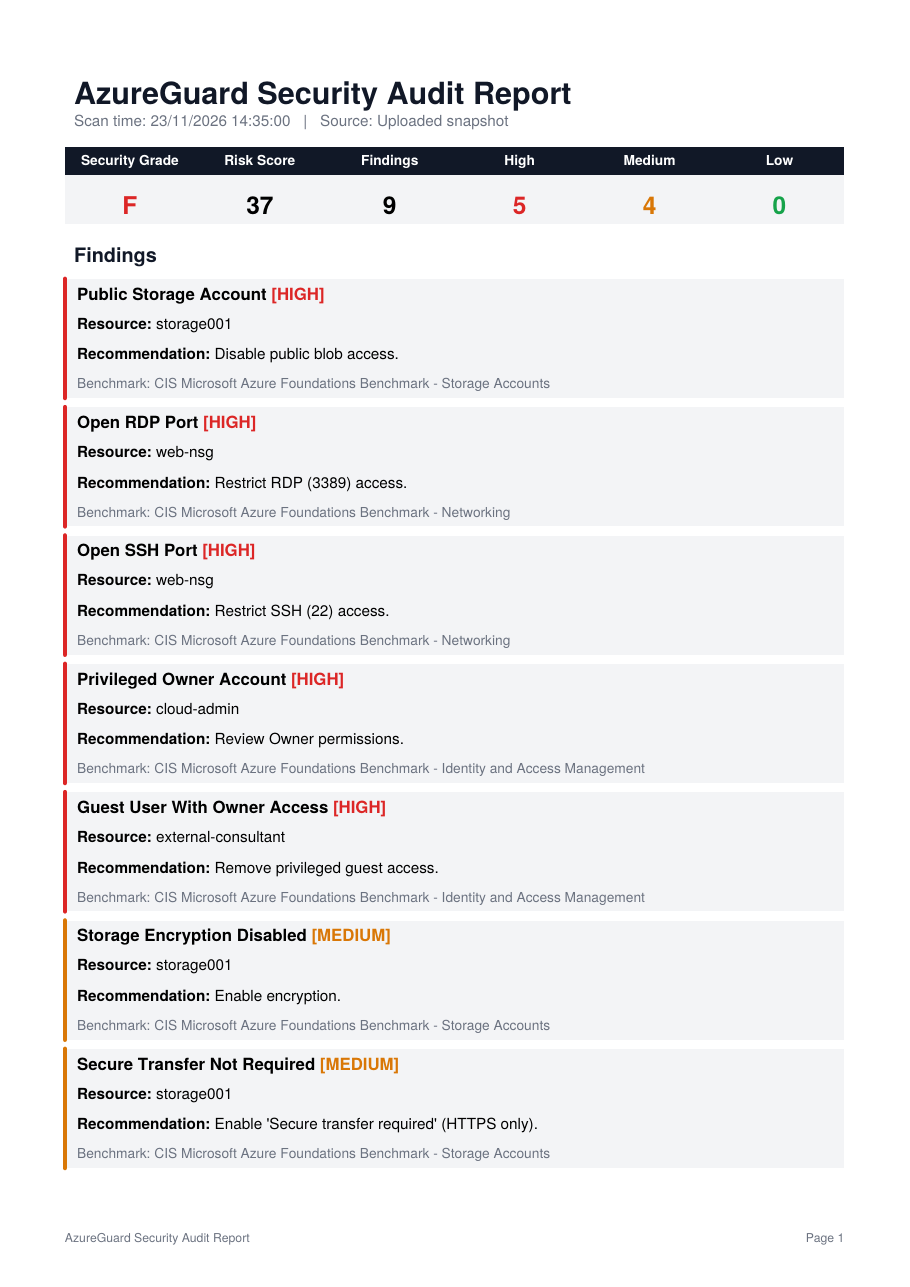 AzureGuard Security Audit Report
Scan time: 23/11/2026 14:35:00 | Source: Uploaded snapshot
Security Grade Risk Score Findings High Medium Low
F 37 9 5 4 0
Findings
Public Storage Account [HIGH]
Resource: storage001
Recommendation: Disable public blob access.
Benchmark: CIS Microsoft Azure Foundations Benchmark - Storage Accounts
Open RDP Port [HIGH]
Resource: web-nsg
Recommendation: Restrict RDP (3389) access.
Benchmark: CIS Microsoft Azure Foundations Benchmark - Networking
Open SSH Port [HIGH]
Resource: web-nsg
Recommendation: Restrict SSH (22) access.
Benchmark: CIS Microsoft Azure Foundations Benchmark - Networking
Privileged Owner Account [HIGH]
Resource: cloud-admin
Recommendation: Review Owner permissions.
Benchmark: CIS Microsoft Azure Foundations Benchmark - Identity and Access Management
Guest User With Owner Access [HIGH]
Resource: external-consultant
Recommendation: Remove privileged guest access.
Benchmark: CIS Microsoft Azure Foundations Benchmark - Identity and Access Management
Storage Encryption Disabled [MEDIUM]
Resource: storage001
Recommendation: Enable encryption.
Benchmark: CIS Microsoft Azure Foundations Benchmark - Storage Accounts
Secure Transfer Not Required [MEDIUM]
Resource: storage001
Recommendation: Enable 'Secure transfer required' (HTTPS only).
Benchmark: CIS Microsoft Azure Foundations Benchmark - Storage Accounts
AzureGuard Security Audit Report Page 1